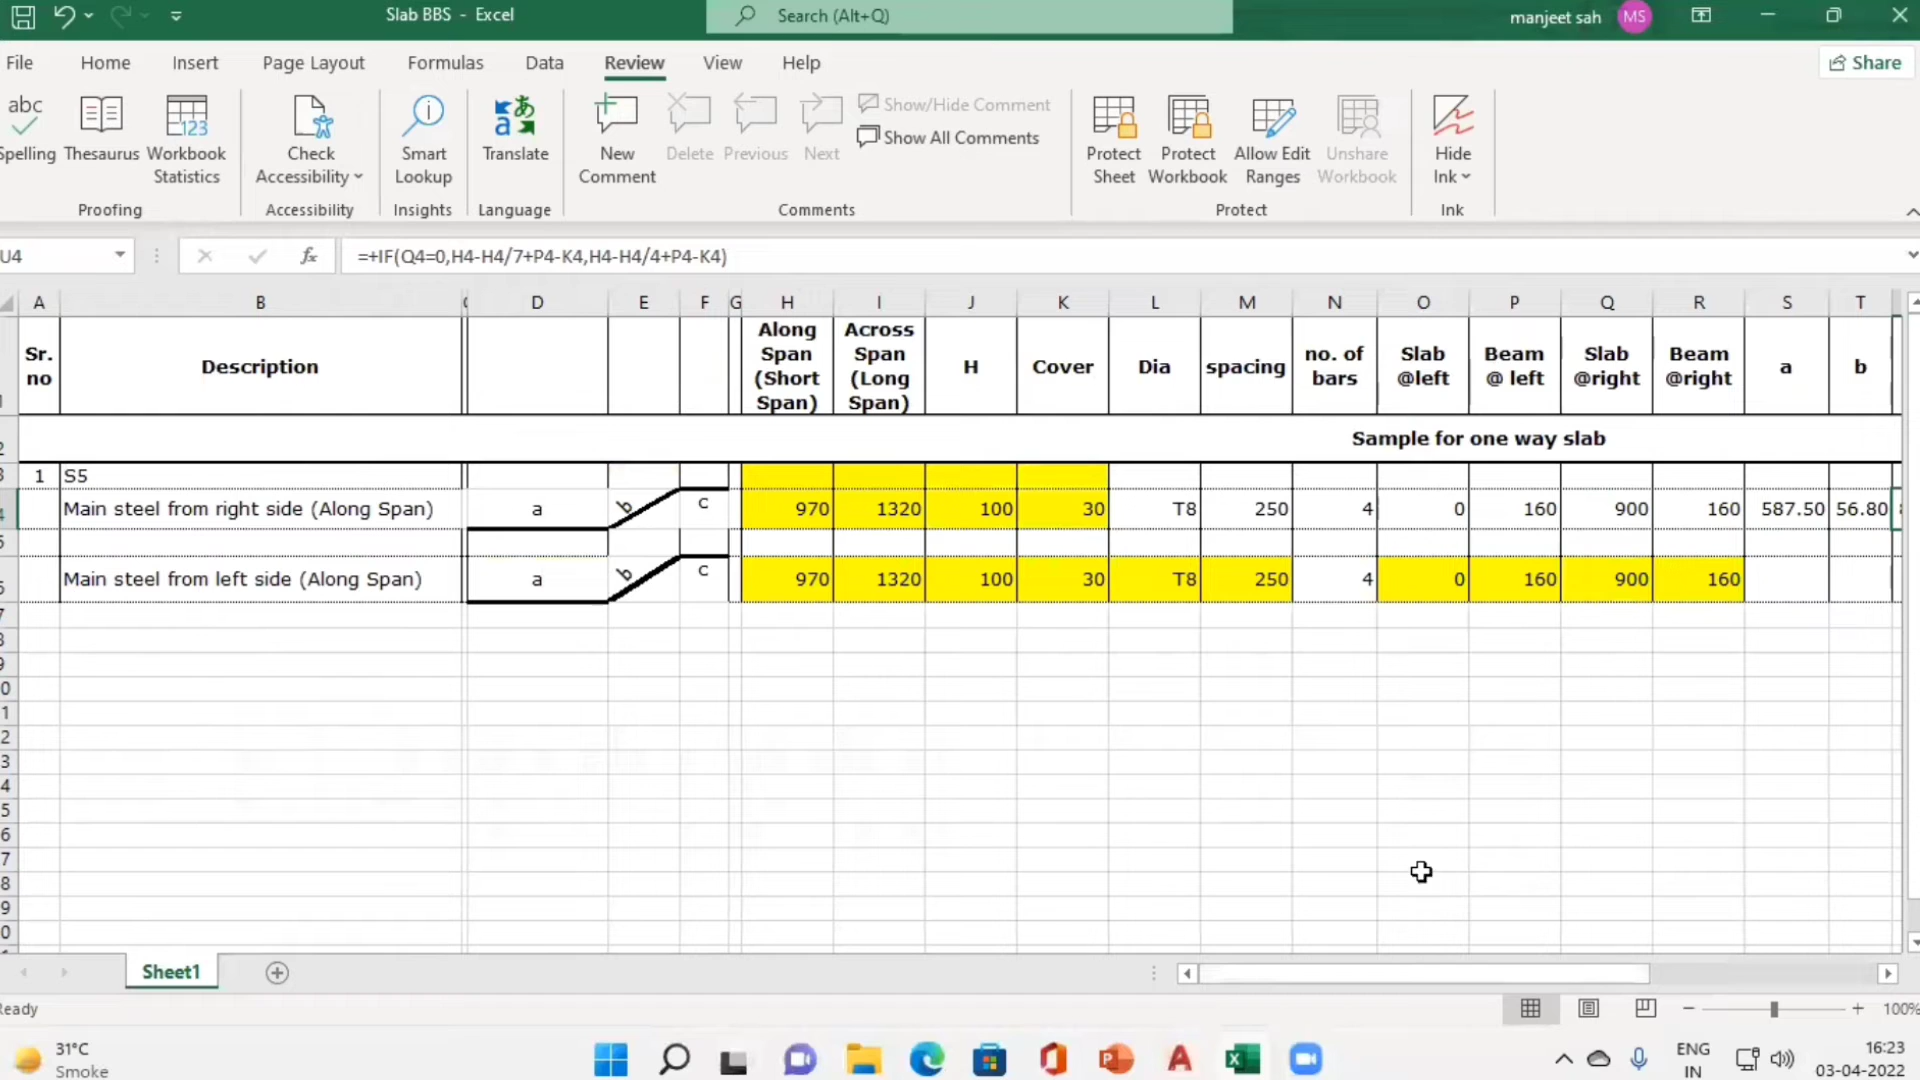 Slab BBS - Excel
Search (Alt+Q)
manjeet sah
MS
File Home Insert Page Layout Formulas Data Review View Help
Share
abc
Spelling
Thesaurus
123
Workbook
Statistics
Check
Accessibility
Smart
Lookup
a
Translate
New
Comment
Delete
Previous
Next
Show/Hide Comment
Show All Comments
Protect
Sheet
Protect
Workbook
Allow Edit
Ranges
Unshare
Workbook
Hide
Ink
Proofing Accessibility Insights Language Comments Protect Ink
U4
fx
=+IF(Q4=0,H4-H4/7+P4-K4,H4-H4/4+P4-K4)
A B D E F G H I J K L M N O P Q R S T
Sr.
no
Description
Along
Span
(Short
Span)
Across
Span
(Long
Span)
H
Cover
Dia
spacing
no. of
bars
Slab
@left
Beam
@ left
Slab
@right
Beam
@right
a
b
Sample for one way slab
1 S5
Main steel from right side (Along Span) a b c 970 1320 100 30 T8 250 4 0 160 900 160 587.50 56.80
Main steel from left side (Along Span) a b c 970 1320 100 30 T8 250 4 0 160 900 160
Sheet1
Ready
100%
31°C
Smoke
ENG
IN
16:23
03-04-2022